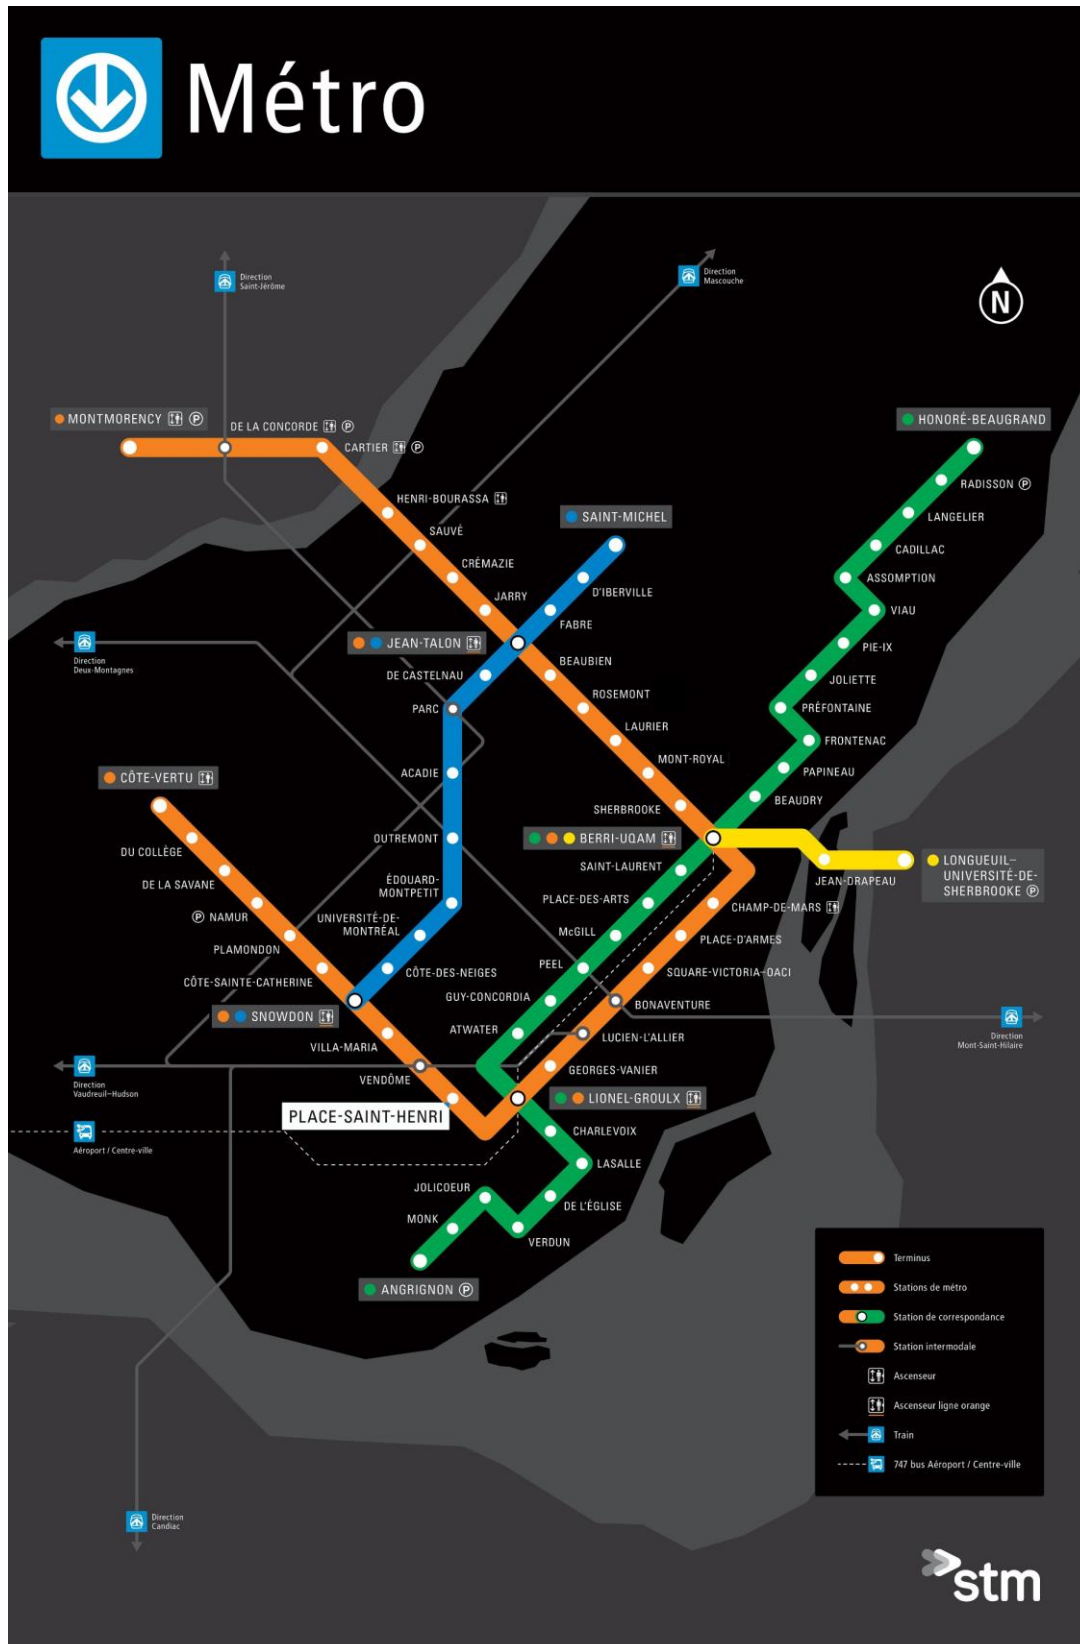 Métro
Direction
Saint-Jérôme
Direction
Mascouche
N
MONTMORENCY P
DE LA CONCORDE P
CARTIER P
HONORÉ-BEAUGRAND
RADISSON P
HENRI-BOURASSA
LANGELIER
SAINT-MICHEL
SAUVÉ
CADILLAC
CRÉMAZIE
ASSOMPTION
D'IBERVILLE
JARRY
VIAU
FABRE
JEAN-TALON
PIE-IX
Direction
Deux-Montagnes
BEAUBIEN
DE CASTELNAU
JOLIETTE
ROSEMONT
PARC
PRÉFONTAINE
LAURIER
FRONTENAC
MONT-ROYAL
ACADIE
PAPINEAU
CÔTE-VERTU
BEAUDRY
SHERBROOKE
OUTREMONT
BERRI-UQAM
DU COLLÈGE
SAINT-LAURENT
LONGUEUIL–
UNIVERSITÉ-DE-
SHERBROOKE P
JEAN-DRAPEAU
DE LA SAVANE
ÉDOUARD-
MONTPETIT
PLACE-DES-ARTS
CHAMP-DE-MARS
P NAMUR
UNIVERSITÉ-DE-
MONTRÉAL
McGILL
PLACE-D'ARMES
PLAMONDON
PEEL
SQUARE-VICTORIA–OACI
CÔTE-DES-NEIGES
CÔTE-SAINTE-CATHERINE
GUY-CONCORDIA
BONAVENTURE
SNOWDON
ATWATER
LUCIEN-L'ALLIER
Direction
Mont-Saint-Hilaire
VILLA-MARIA
GEORGES-VANIER
VENDÔME
Direction
Vaudreuil–Hudson
LIONEL-GROULX
PLACE-SAINT-HENRI
CHARLEVOIX
Aéroport / Centre-ville
LASALLE
JOLICOEUR
DE L'ÉGLISE
MONK
VERDUN
ANGRIGNON P
Terminus
Stations de métro
Station de correspondance
Station intermodale
Ascenseur
Ascenseur ligne orange
Train
747 bus Aéroport / Centre-ville
Direction
Candiac
stm